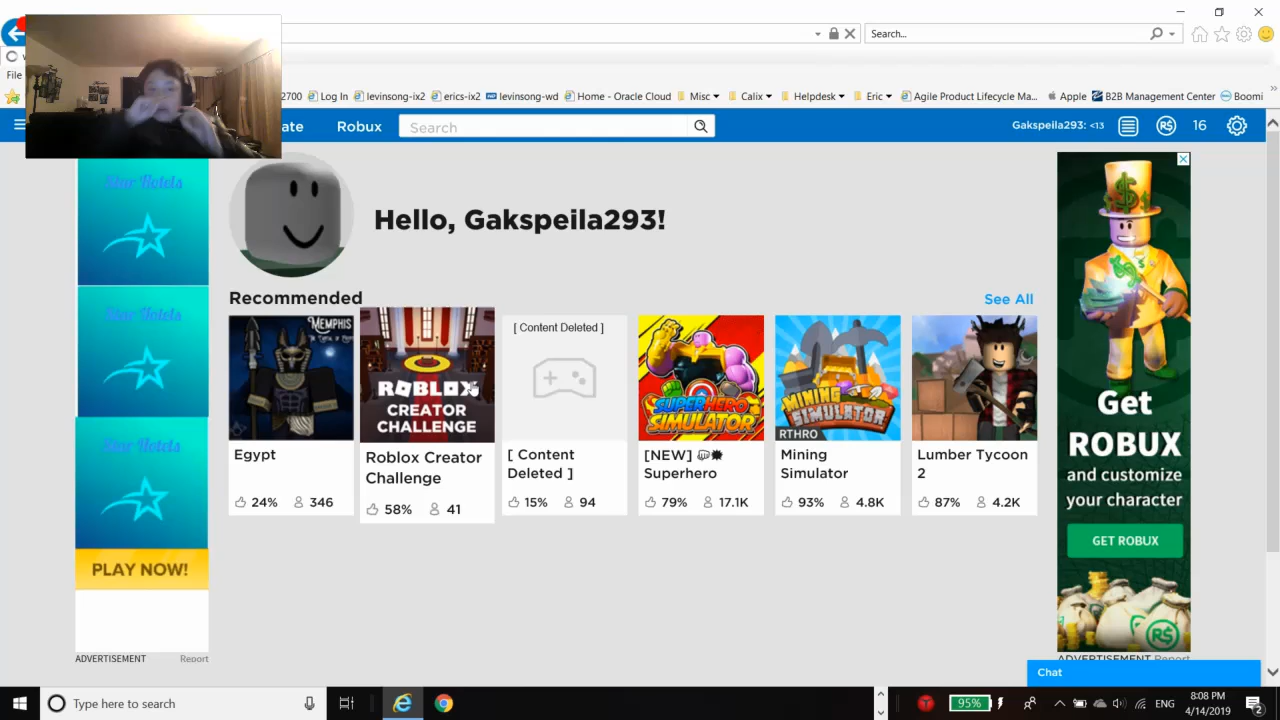 Search...
File
2700
Log In
levinsong-ix2
erics-ix2
levinsong-wd
Home - Oracle Cloud
Misc
Calix
Helpdesk
Eric
Agile Product Lifecycle Ma...
Apple
B2B Management Center
Boomi
ate
Robux
Search
Gakspeila293: <13
16
Star Hotels
Hello, Gakspeila293!
Recommended
See All
MEMPHIS
ROBLOX
CREATOR
CHALLENGE
[ Content Deleted ]
SUPERHERO
SIMULATOR
MINING
SIMULATOR
RTHRO
Egypt
24% 346
Roblox Creator
Challenge
58% 41
[ Content
Deleted ]
15% 94
[NEW]
Superhero
79% 17.1K
Mining
Simulator
93% 4.8K
Lumber Tycoon
2
87% 4.2K
Star Hotels
Star Hotels
PLAY NOW!
ADVERTISEMENT Report
Get
ROBUX
and customize
your character
GET ROBUX
ADVERTISEMENT Report
Chat
Type here to search
95%
ENG
8:08 PM
4/14/2019
2